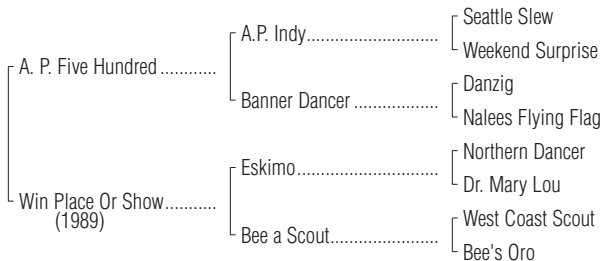 Seattle Slew
A.P. Indy..............................
Weekend Surprise
A. P. Five Hundred ............
Danzig
Banner Dancer ...................
Nalees Flying Flag
Northern Dancer
Eskimo................................
Dr. Mary Lou
Win Place Or Show...........
(1989)
West Coast Scout
Bee a Scout........................
Bee's Oro